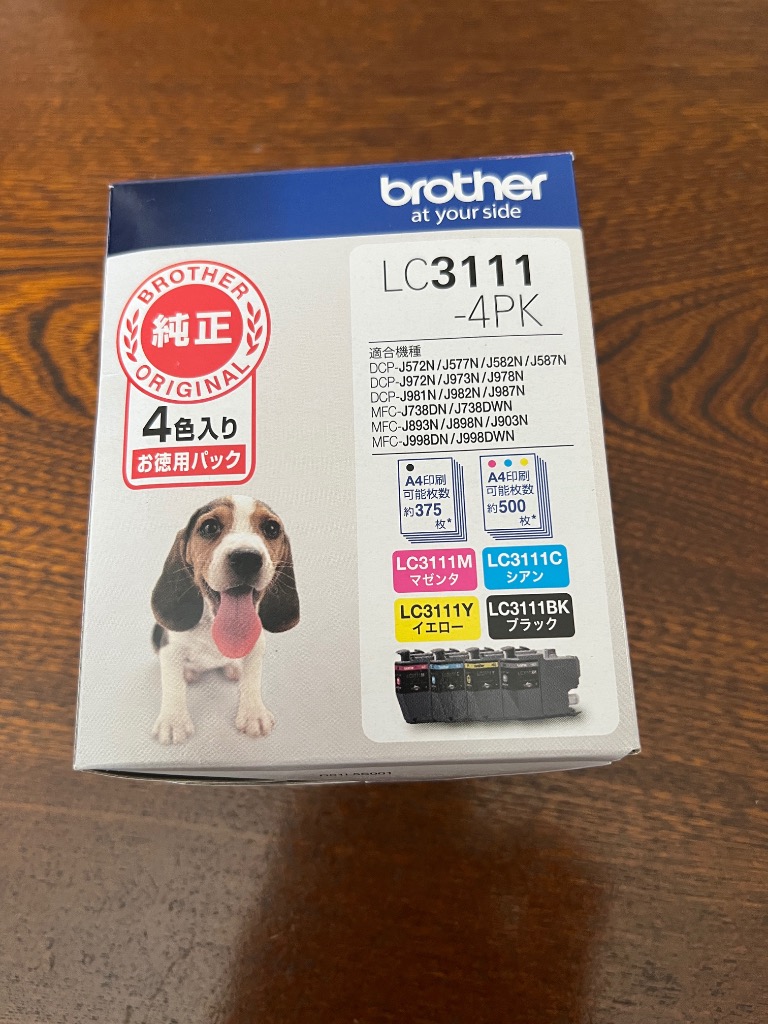 brother
at your side
BROTHER
純正
ORIGINAL
4色入り
お徳用パック
LC3111
-4PK
適合機種
DCP-J572N/J577N/J582N/J587N
DCP-J972N/J973N/J978N
DCP-J981N/J982N/J987N
MFC-J738DN/J738DWN
MFC-J893N/J898N/J903N
MFC-J998DN/J998DWN
A4印刷
可能枚数
約375
枚*
A4印刷
可能枚数
約500
枚*
LC3111M
マゼンタ
LC3111C
シアン
LC3111Y
イエロー
LC3111BK
ブラック